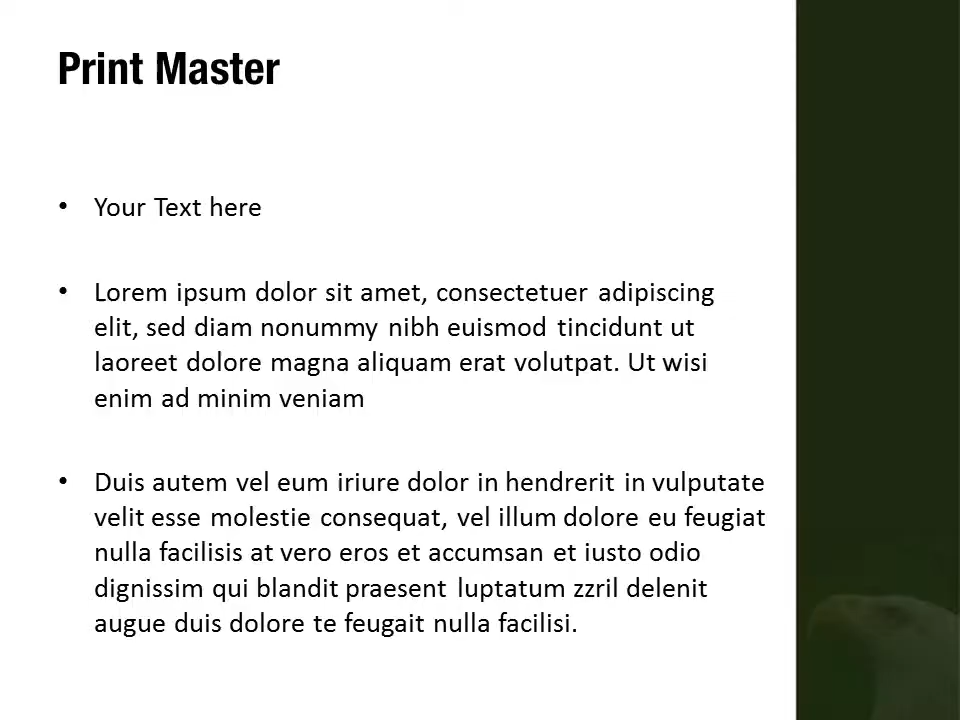 Print Master
• Your Text here
• Lorem ipsum dolor sit amet, consectetuer adipiscing
elit, sed diam nonummy nibh euismod tincidunt ut
laoreet dolore magna aliquam erat volutpat. Ut wisi
enim ad minim veniam
• Duis autem vel eum iriure dolor in hendrerit in vulputate
velit esse molestie consequat, vel illum dolore eu feugiat
nulla facilisis at vero eros et accumsan et iusto odio
dignissim qui blandit praesent luptatum zzril delenit
augue duis dolore te feugait nulla facilisi.